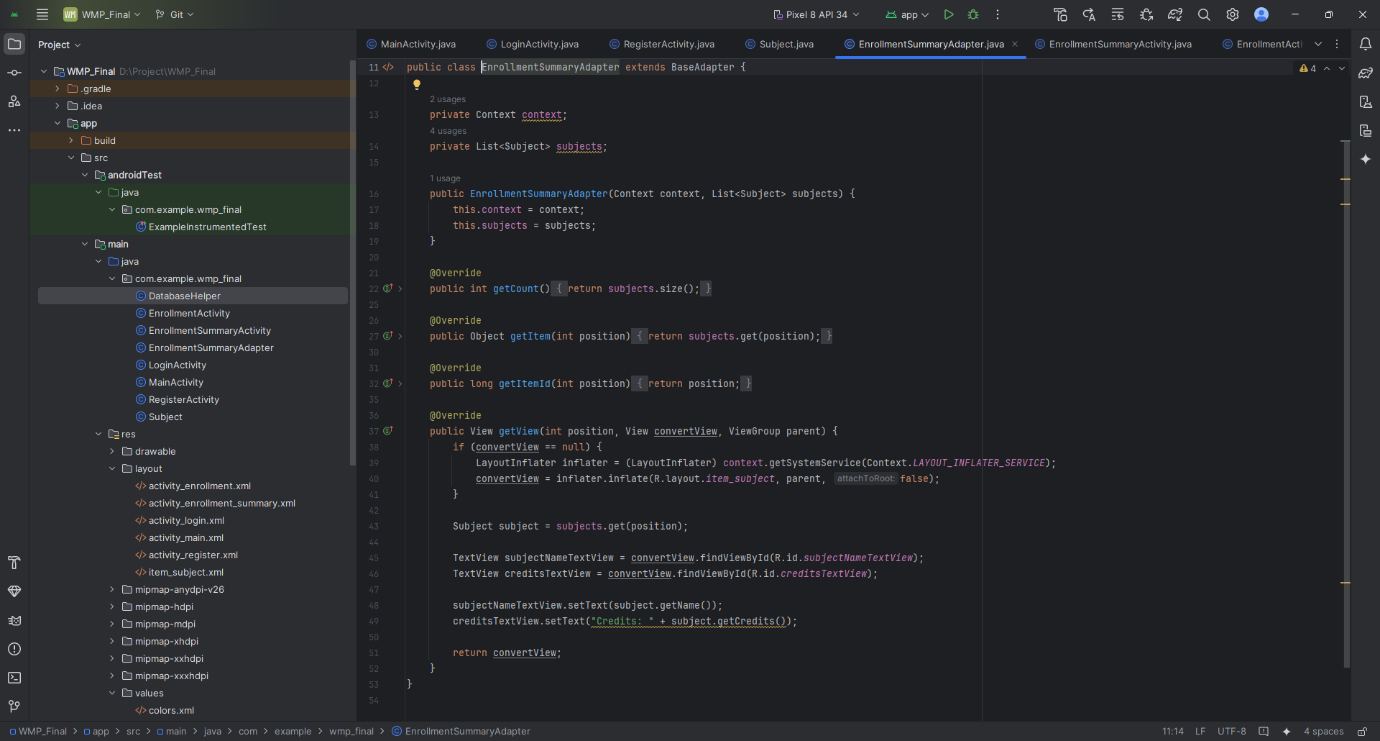 WM WMP_Final Git Pixel 8 API 34 app
Project
MainActivity.java LoginActivity.java RegisterActivity.java Subject.java EnrollmentSummaryAdapter.java EnrollmentSummaryActivity.java EnrollmentActi
WMP_Final D:\Project\WMP_Final
.gradle
.idea
app
build
src
androidTest
java
com.example.wmp_final
ExampleInstrumentedTest
main
java
com.example.wmp_final
DatabaseHelper
EnrollmentActivity
EnrollmentSummaryActivity
EnrollmentSummaryAdapter
LoginActivity
MainActivity
RegisterActivity
Subject
res
drawable
layout
activity_enrollment.xml
activity_enrollment_summary.xml
activity_login.xml
activity_main.xml
activity_register.xml
item_subject.xml
mipmap-anydpi-v26
mipmap-hdpi
mipmap-mdpi
mipmap-xhdpi
mipmap-xxhdpi
mipmap-xxxhdpi
values
colors.xml
11 public class EnrollmentSummaryAdapter extends BaseAdapter { 4
12
2 usages
13 private Context context;
4 usages
14 private List<Subject> subjects;
15
1 usage
16 public EnrollmentSummaryAdapter(Context context, List<Subject> subjects) {
17 this.context = context;
18 this.subjects = subjects;
19 }
20
21 @Override
22 public int getCount() { return subjects.size(); }
25
26 @Override
27 public Object getItem(int position) { return subjects.get(position); }
30
31 @Override
32 public long getItemId(int position) { return position; }
35
36 @Override
37 public View getView(int position, View convertView, ViewGroup parent) {
38 if (convertView == null) {
39 LayoutInflater inflater = (LayoutInflater) context.getSystemService(Context.LAYOUT_INFLATER_SERVICE);
40 convertView = inflater.inflate(R.layout.item_subject, parent, attachToRoot: false);
41 }
42
43 Subject subject = subjects.get(position);
44
45 TextView subjectNameTextView = convertView.findViewById(R.id.subjectNameTextView);
46 TextView creditsTextView = convertView.findViewById(R.id.creditsTextView);
47
48 subjectNameTextView.setText(subject.getName());
49 creditsTextView.setText("Credits: " + subject.getCredits());
50
51 return convertView;
52 }
53 }
54
WMP_Final > app > src > main > java > com > example > wmp_final > EnrollmentSummaryAdapter 11:14 LF UTF-8 4 spaces